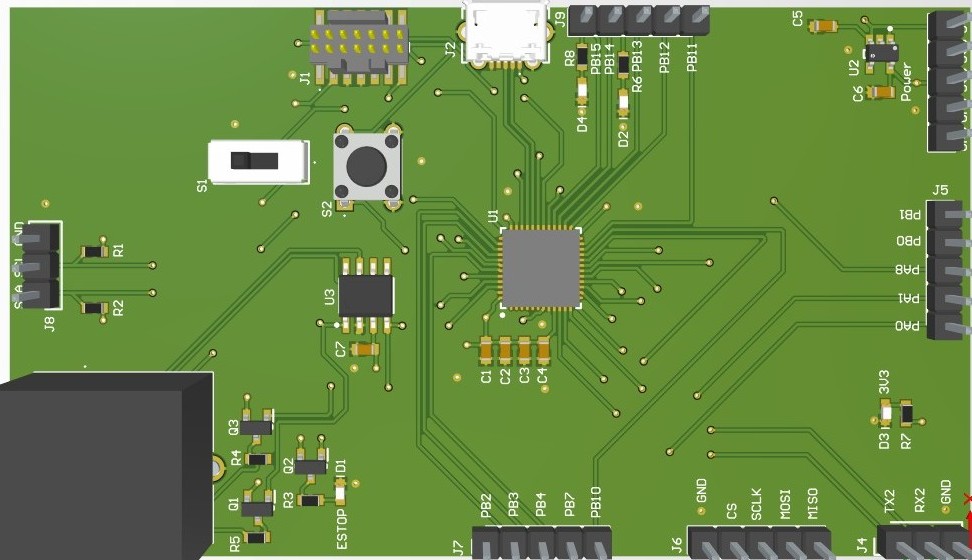 J1
J2
J9
R8
PB15
PB14
PB13
R6
PB12
PB11
D4
D2
C5
U2
C6
Power
S1
S2
U1
J5
PB1
PB0
PA8
PA1
PA0
R1
R2
J8
U3
C7
C1
C2
C3
C4
3V3
D3
R7
Q3
R4
Q2
D1
Q1
R3
R5
ESTOP
PB2
PB3
PB4
PB7
PB10
J7
GND
CS
SCLK
MOSI
MISO
J6
TX2
RX2
GND
J4